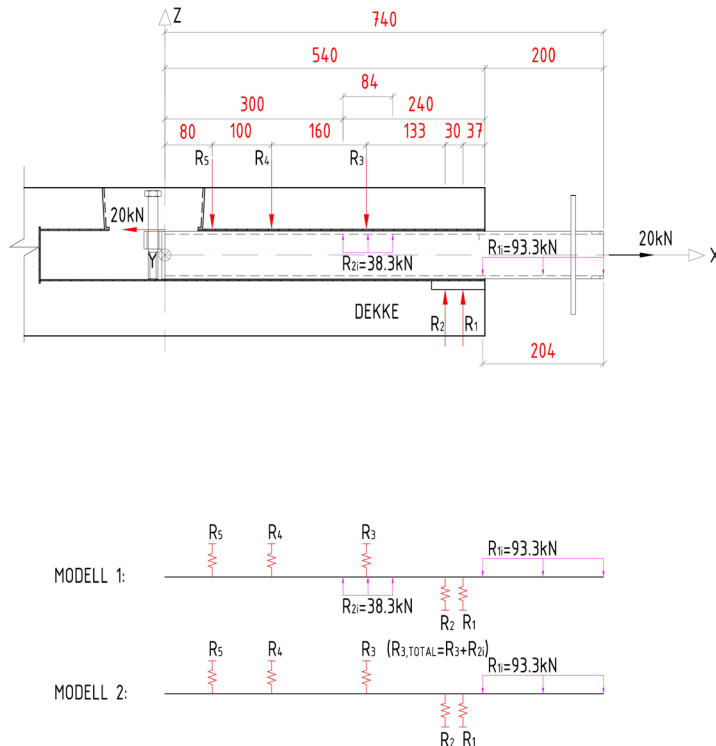 Z
740
540 200
84
300 240
80 100 160 133 30 37
R5 R4 R3
20kN
20kN
Y
X
R2i=38.3kN
R1i=93.3kN
DEKKE
R2 R1
204
R5 R4 R3
R1i=93.3kN
MODELL 1:
R2i=38.3kN
R2 R1
R5 R4 R3 (R3,TOTAL=R3+R2i)
R1i=93.3kN
MODELL 2:
R2 R1